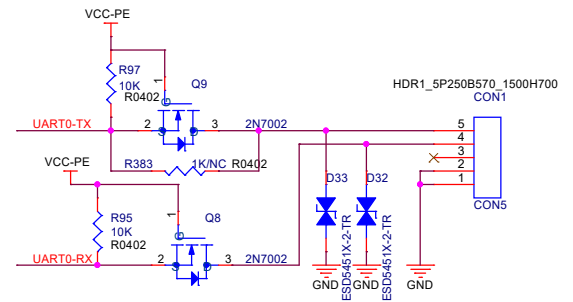 VCC-PE
R97
10K
R0402
1
Q9
G
HDR1_5P250B570_1500H700
CON1
UART0-TX
2
S
D
3
2N7002
5
4
3
2
1
R383
1K/NC
R0402
VCC-PE
D33
D32
CON5
R95
10K
R0402
1
Q8
G
UART0-RX
2
S
D
3
2N7002
ESD5451X-2-TR
ESD5451X-2-TR
GND
GND
GND